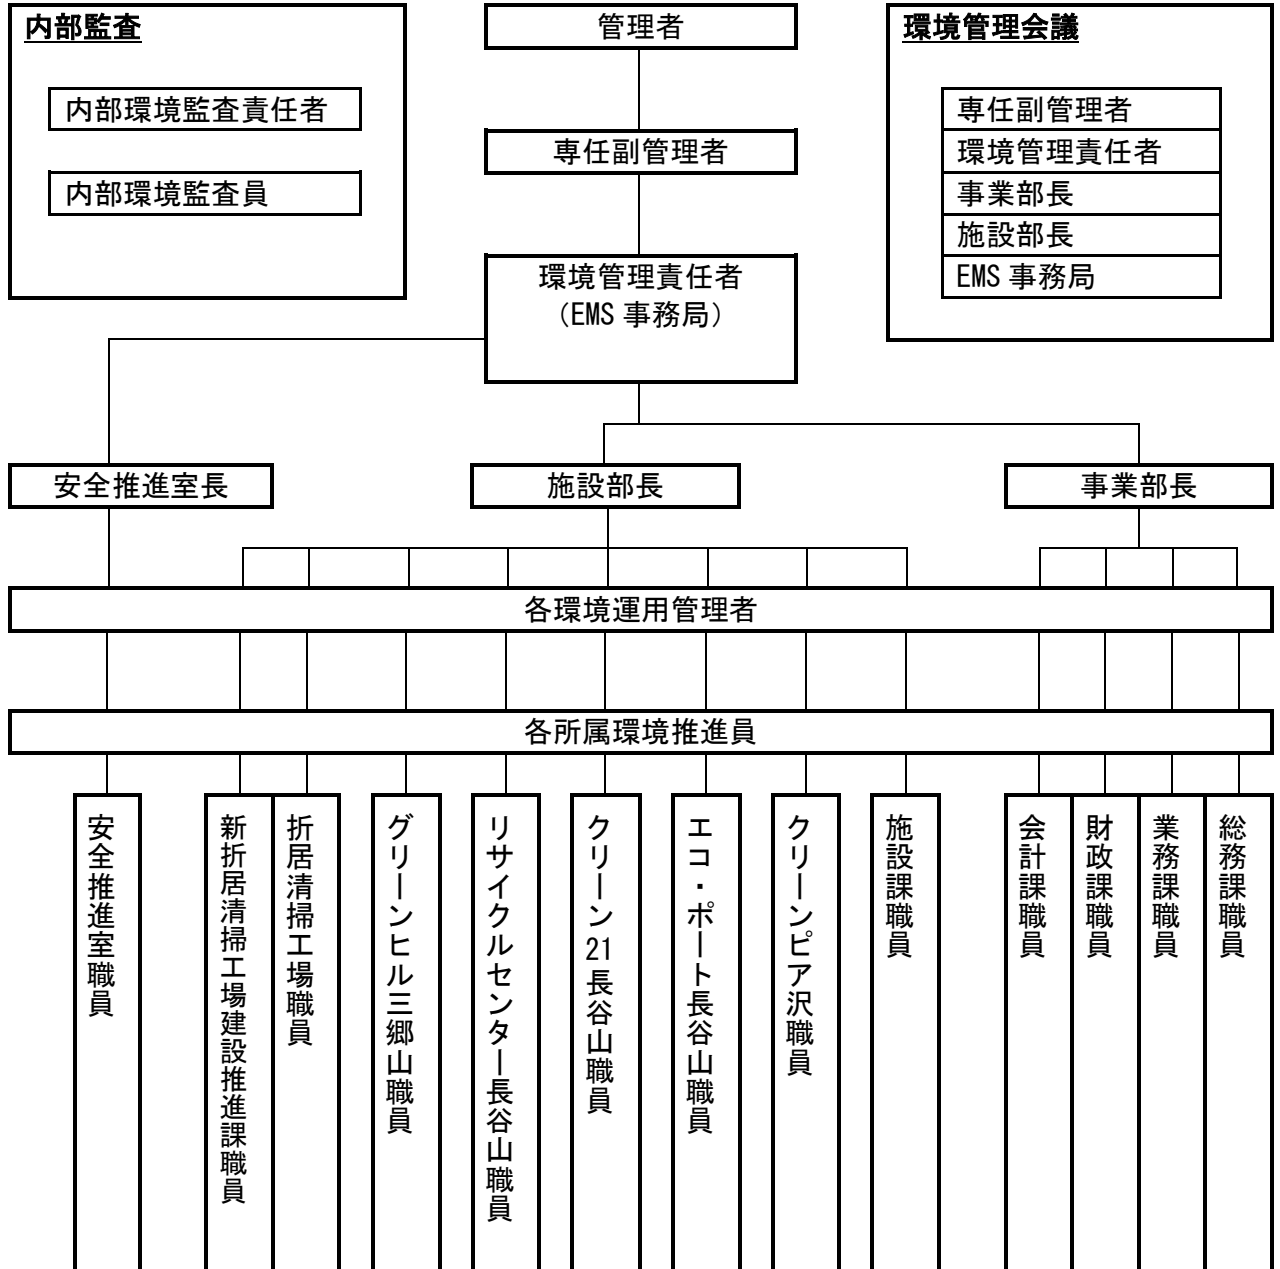 内部監査
内部環境監査責任者
内部環境監査員
管理者
専任副管理者
環境管理責任者
（EMS 事務局）
環境管理会議
専任副管理者
環境管理責任者
事業部長
施設部長
EMS 事務局
安全推進室長
施設部長
事業部長
各環境運用管理者
各所属環境推進員
安全推進室職員
新折居清掃工場建設推進課職員
折居清掃工場職員
グリーンヒル三郷山職員
リサイクルセンター長谷山職員
クリーン21長谷山職員
エコ・ポート長谷山職員
クリーンピア沢職員
施設課職員
会計課職員
財政課職員
業務課職員
総務課職員